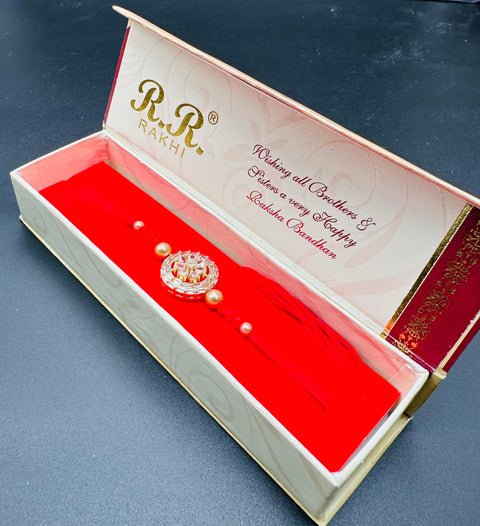 R.R.®
RAKHI
Wishing all Brothers &
Sisters a very Happy
Raksha Bandhan